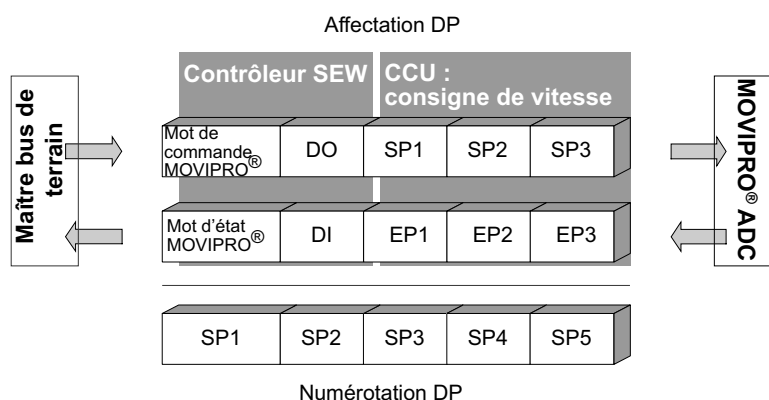 Affectation DP
Contrôleur SEW
CCU :
consigne de vitesse
Maître bus de
terrain
Mot de
commande
MOVIPRO®
DO
SP1
SP2
SP3
Mot d'état
MOVIPRO®
DI
EP1
EP2
EP3
MOVIPRO® ADC
SP1
SP2
SP3
SP4
SP5
Numérotation DP